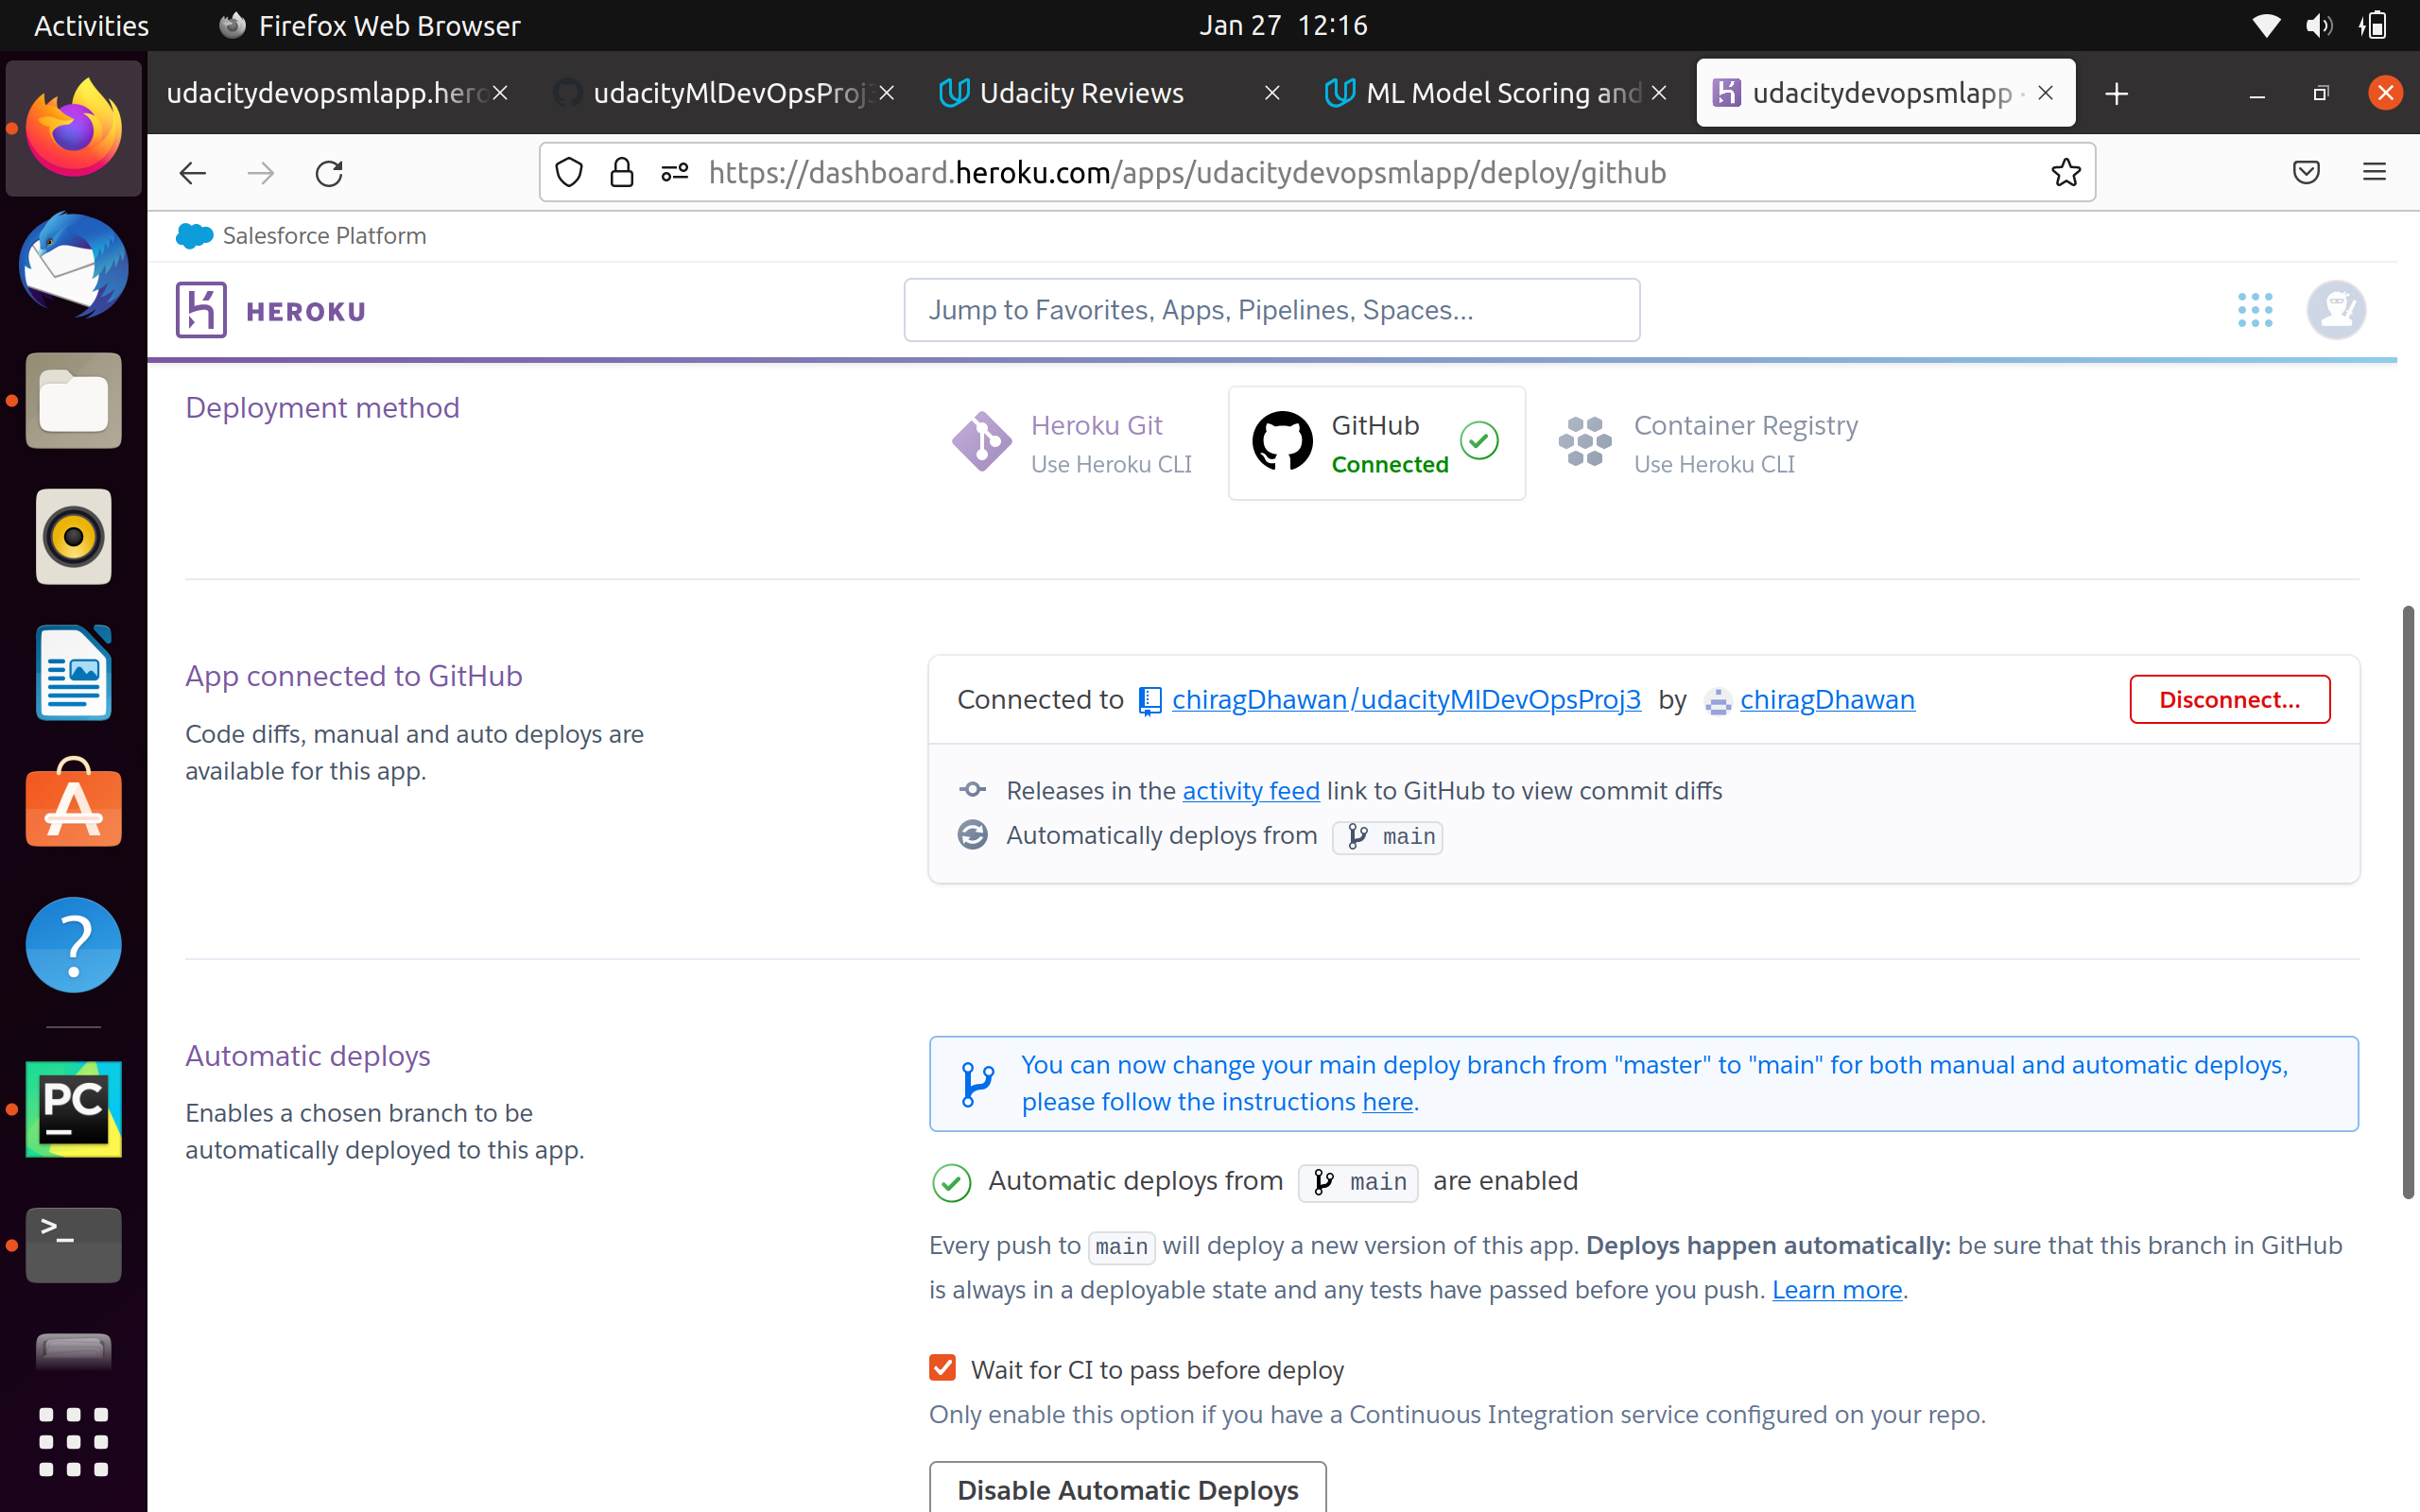 Activities Firefox Web Browser Jan 27 12:16
udacitydevopsmlapp.hero udacityMlDevOpsProj3 Udacity Reviews ML Model Scoring and udacitydevopsmlapp ·
https://dashboard.heroku.com/apps/udacitydevopsmlapp/deploy/github
Salesforce Platform
HEROKU Jump to Favorites, Apps, Pipelines, Spaces...
Deployment method
Heroku Git
Use Heroku CLI
GitHub
Connected
Container Registry
Use Heroku CLI
App connected to GitHub
Code diffs, manual and auto deploys are
available for this app.
Connected to chiragDhawan/udacityMlDevOpsProj3 by chiragDhawan Disconnect...
Releases in the activity feed link to GitHub to view commit diffs
Automatically deploys from main
Automatic deploys
Enables a chosen branch to be
automatically deployed to this app.
You can now change your main deploy branch from "master" to "main" for both manual and automatic deploys,
please follow the instructions here.
Automatic deploys from main are enabled
Every push to main will deploy a new version of this app. Deploys happen automatically: be sure that this branch in GitHub
is always in a deployable state and any tests have passed before you push. Learn more.
Wait for CI to pass before deploy
Only enable this option if you have a Continuous Integration service configured on your repo.
Disable Automatic Deploys
PC
>_